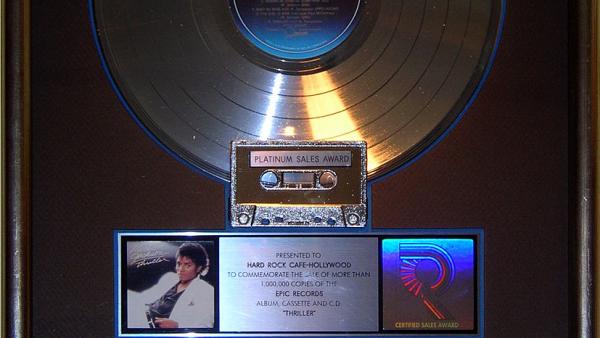 PLATINUM SALES AWARD
Thriller
PRESENTED TO
HARD ROCK CAFE-HOLLYWOOD
TO COMMEMORATE THE SALE OF MORE THAN
1,000,000 COPIES OF THE
EPIC RECORDS
ALBUM, CASSETTE AND C.D.
"THRILLER"
R
CERTIFIED SALES AWARD